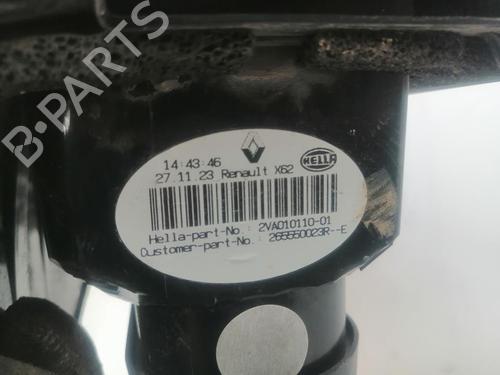 B-PARTS
14:43:46
27.11.23 Renault X62
HELLA
Hella-part-No.: 2VA010110-01
Customer-part-No.: 265550023R--E